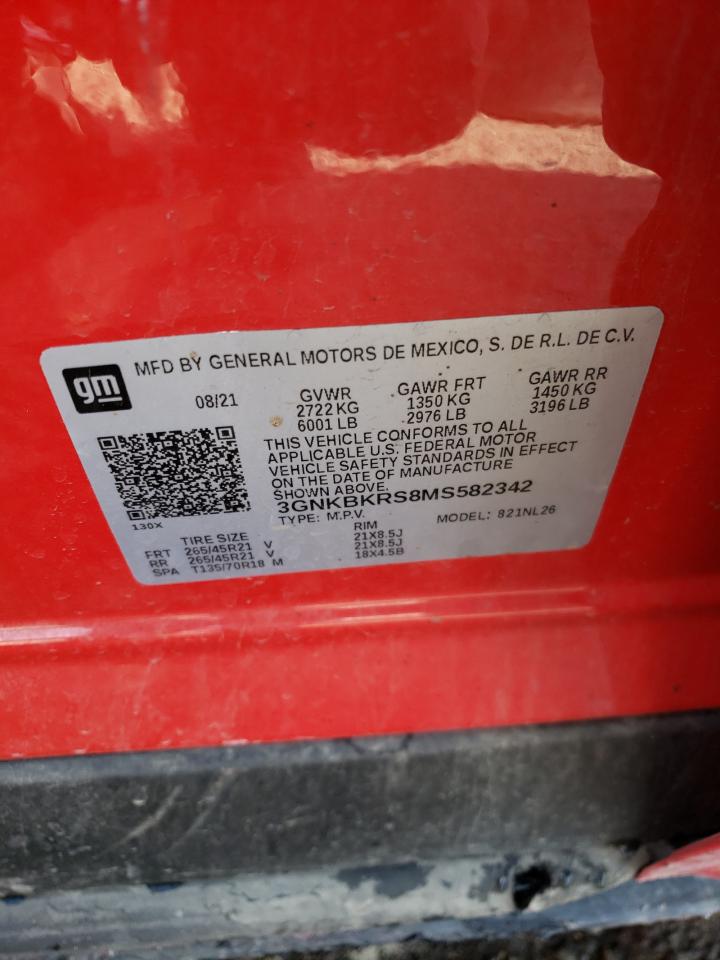 gm
MFD BY GENERAL MOTORS DE MEXICO, S. DE R.L. DE C.V.
08/21
GVWR GAWR FRT GAWR RR
2722 KG 1350 KG 1450 KG
6001 LB 2976 LB 3196 LB
THIS VEHICLE CONFORMS TO ALL
APPLICABLE U.S. FEDERAL MOTOR
VEHICLE SAFETY STANDARDS IN EFFECT
ON THE DATE OF MANUFACTURE
SHOWN ABOVE.
3GNKBKRS8MS582342
130X
TYPE: M.P.V. MODEL: 821NL26
TIRE SIZE RIM
FRT 265/45R21 V 21X8.5J
RR 265/45R21 V 21X8.5J
SPA T135/70R18 M 18X4.5B